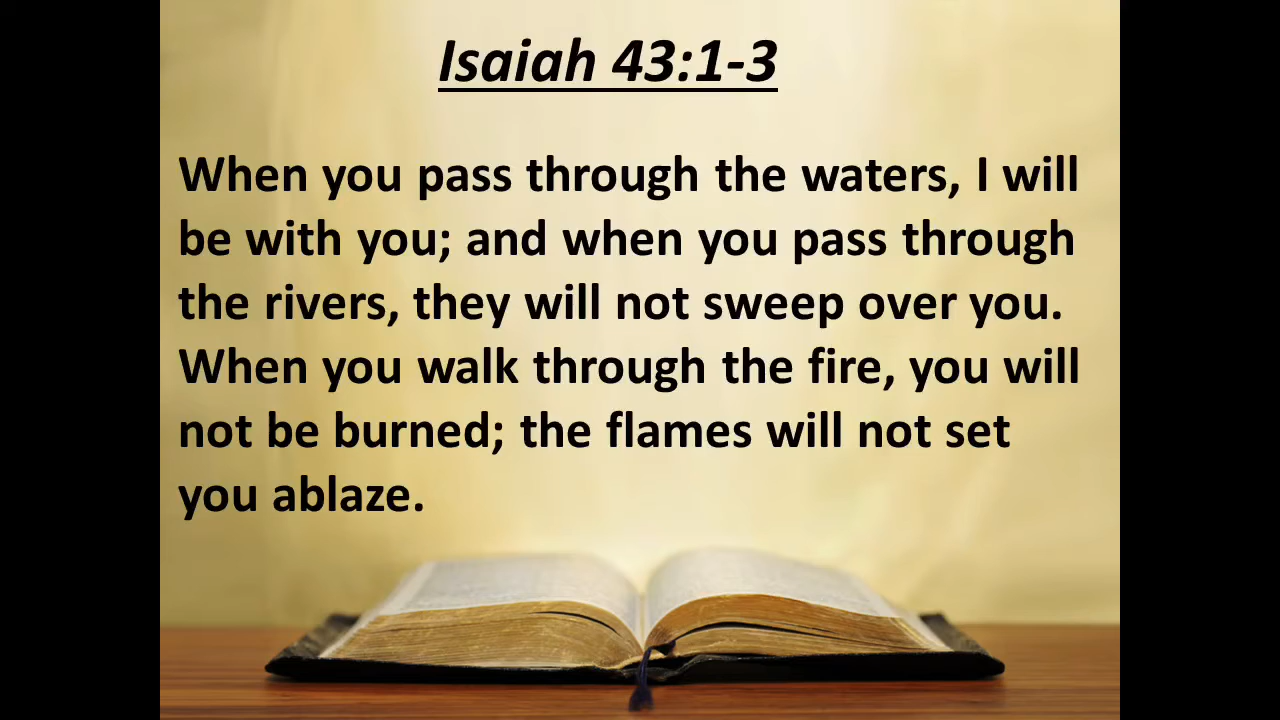 Isaiah 43:1-3
When you pass through the waters, I will
be with you; and when you pass through
the rivers, they will not sweep over you.
When you walk through the fire, you will
not be burned; the flames will not set
you ablaze.